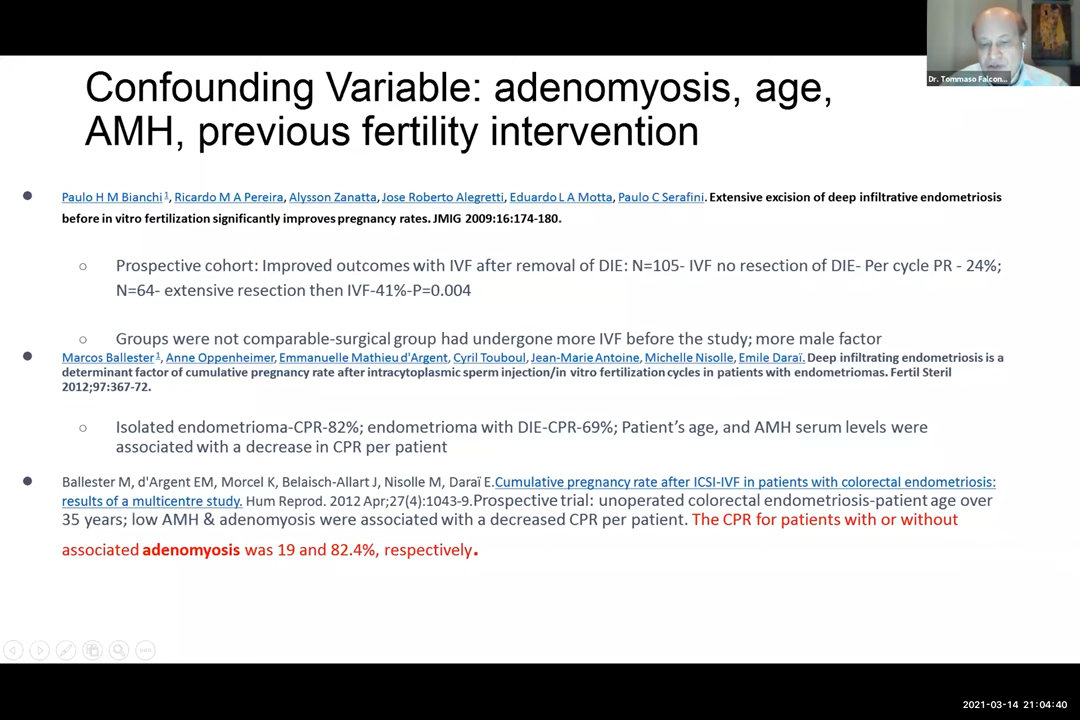 Dr. Tommaso Falcon...
Confounding Variable: adenomyosis, age,
AMH, previous fertility intervention
Paulo H M Bianchi 1, Ricardo M A Pereira, Alysson Zanatta, Jose Roberto Alegretti, Eduardo L A Motta, Paulo C Serafini. Extensive excision of deep infiltrative endometriosis
before in vitro fertilization significantly improves pregnancy rates. JMIG 2009:16:174-180.
Prospective cohort: Improved outcomes with IVF after removal of DIE: N=105- IVF no resection of DIE- Per cycle PR - 24%;
N=64- extensive resection then IVF-41%-P=0.004
Groups were not comparable-surgical group had undergone more IVF before the study; more male factor
Marcos Ballester 1, Anne Oppenheimer, Emmanuelle Mathieu d'Argent, Cyril Touboul, Jean-Marie Antoine, Michelle Nisolle, Emile Daraï. Deep infiltrating endometriosis is a
determinant factor of cumulative pregnancy rate after intracytoplasmic sperm injection/in vitro fertilization cycles in patients with endometriomas. Fertil Steril
2012;97:367-72.
Isolated endometrioma-CPR-82%; endometrioma with DIE-CPR-69%; Patient's age, and AMH serum levels were
associated with a decrease in CPR per patient
Ballester M, d'Argent EM, Morcel K, Belaisch-Allart J, Nisolle M, Daraï E.Cumulative pregnancy rate after ICSI-IVF in patients with colorectal endometriosis:
results of a multicentre study. Hum Reprod. 2012 Apr;27(4):1043-9.Prospective trial: unoperated colorectal endometriosis-patient age over
35 years; low AMH & adenomyosis were associated with a decreased CPR per patient. The CPR for patients with or without
associated adenomyosis was 19 and 82.4%, respectively.
2021-03-14 21:04:40